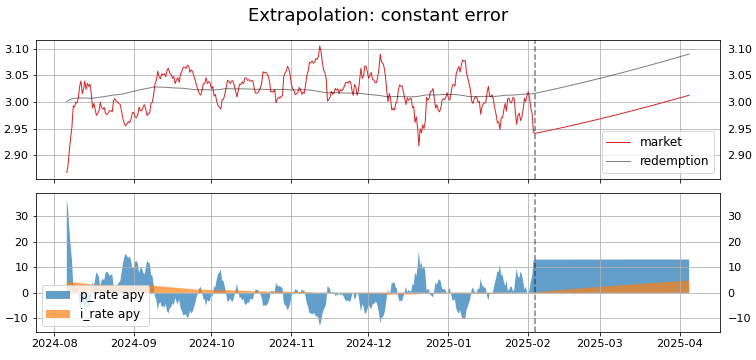 Extrapolation: constant error
3.10 3.10
3.05 3.05
3.00 3.00
2.95 2.95
2.90 2.90
market
redemption
30 30
20 20
10 10
0 0
−10 −10
p_rate apy
i_rate apy
2024-08 2024-09 2024-10 2024-11 2024-12 2025-01 2025-02 2025-03 2025-04